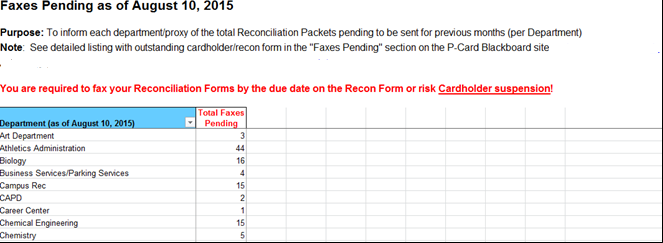 Faxes Pending as of August 10, 2015
Purpose: To inform each department/proxy of the total Reconciliation Packets pending to be sent for previous months (per Department)
Note: See detailed listing with outstanding cardholder/recon form in the "Faxes Pending" section on the P-Card Blackboard site
You are required to fax your Reconciliation Forms by the due date on the Recon Form or risk Cardholder suspension!
Total Faxes
Department (as of August 10, 2015) Pending
Art Department 3
Athletics Administration 44
Biology 16
Business Services/Parking Services 4
Campus Rec 15
CAPD 2
Career Center 1
Chemical Engineering 15
Chemistry 5